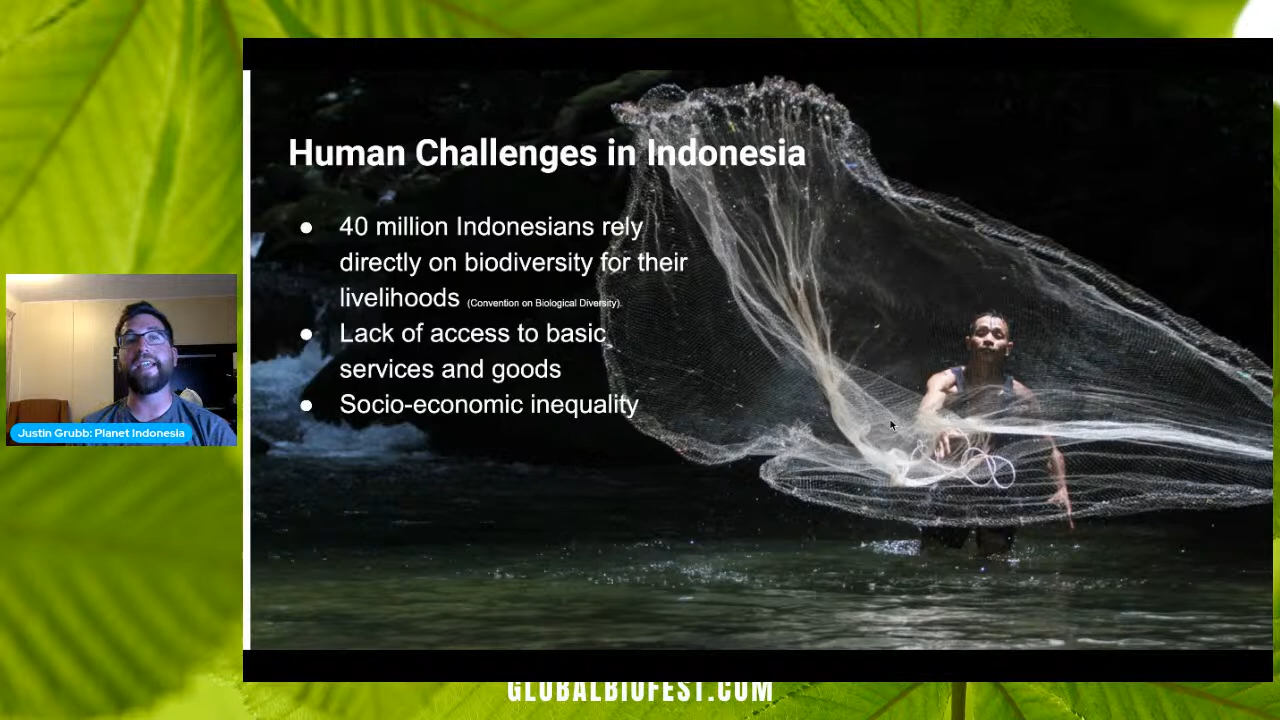 Human Challenges in Indonesia
● 40 million Indonesians rely
directly on biodiversity for their
livelihoods (Convention on Biological Diversity).
● Lack of access to basic
services and goods
● Socio-economic inequality
Justin Grubb: Planet Indonesia
GLOBALBIOFEST.COM